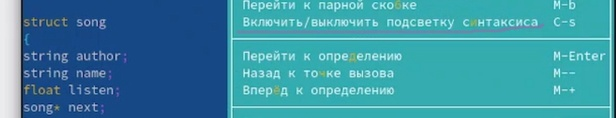 struct song
{
string author;
string name;
float listen;
song* next;
Перейти к парной скобке M-b
Включить/выключить подсветку синтаксиса C-s
Перейти к определению M-Enter
Назад к точке вызова M--
Вперёд к определению M-+